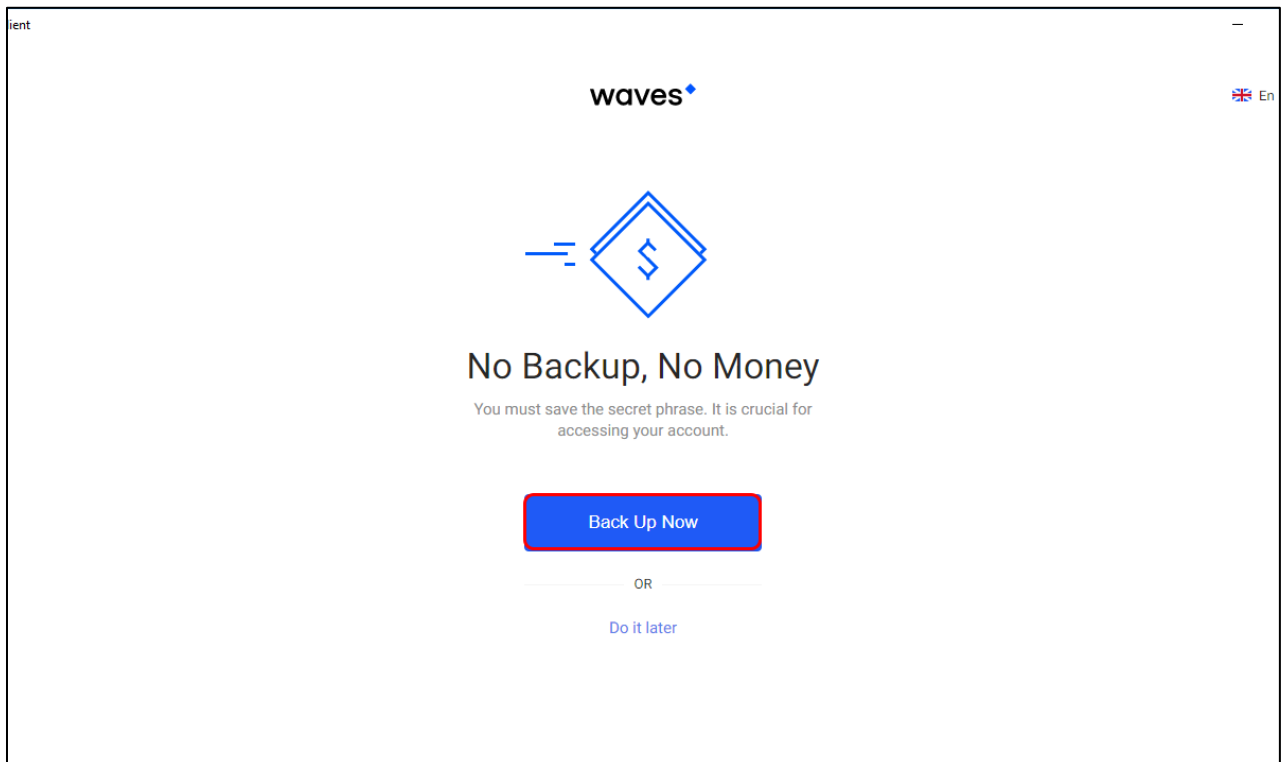 lient
waves
En
$
No Backup, No Money
You must save the secret phrase. It is crucial for
accessing your account.
Back Up Now
OR
Do it later